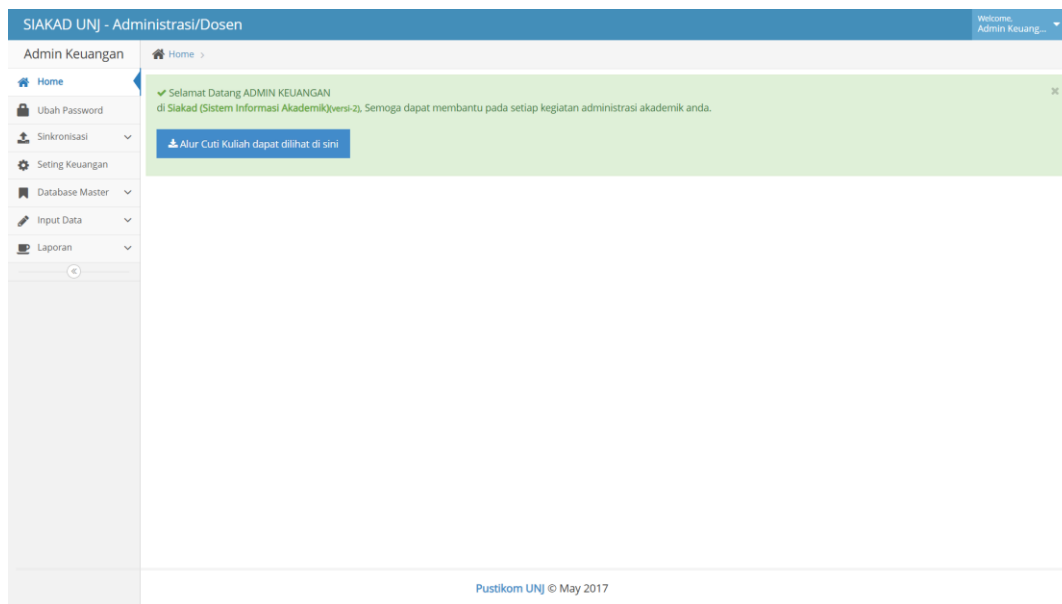 SIAKAD UNJ - Administrasi/Dosen
Welcome,
Admin Keuang...
Admin Keuangan
Home
Home
Ubah Password
Sinkronisasi
Seting Keuangan
Database Master
Input Data
Laporan
Selamat Datang ADMIN KEUANGAN
di Siakad (Sistem Informasi Akademik)(versi-2), Semoga dapat membantu pada setiap kegiatan administrasi akademik anda.
Alur Cuti Kuliah dapat dilihat di sini
Pustikom UNJ © May 2017